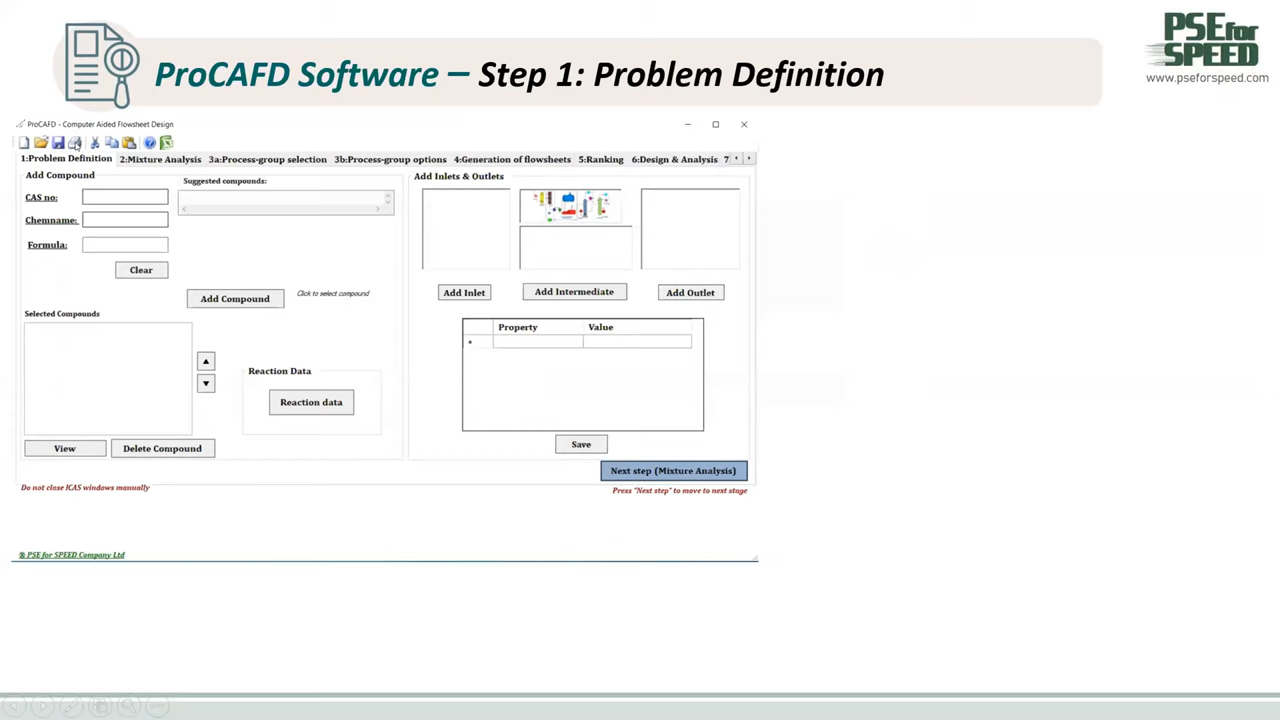 ProCAFD Software – Step 1: Problem Definition
PSE for
SPEED
www.pseforspeed.com
ProCAFD - Computer Aided Flowsheet Design
1:Problem Definition 2:Mixture Analysis 3a:Process-group selection 3b:Process-group options 4:Generation of flowsheets 5:Ranking 6:Design & Analysis 7
Add Compound
Suggested compounds:
CAS no:
Chemname:
Formula:
Clear
Add Compound
Click to select compound
Selected Compounds
Reaction Data
Reaction data
View
Delete Compound
Add Inlets & Outlets
Add Inlet
Add Intermediate
Add Outlet
Property Value
Save
Next step (Mixture Analysis)
Do not close ICAS windows manually
Press "Next step" to move to next stage
® PSE for SPEED Company Ltd